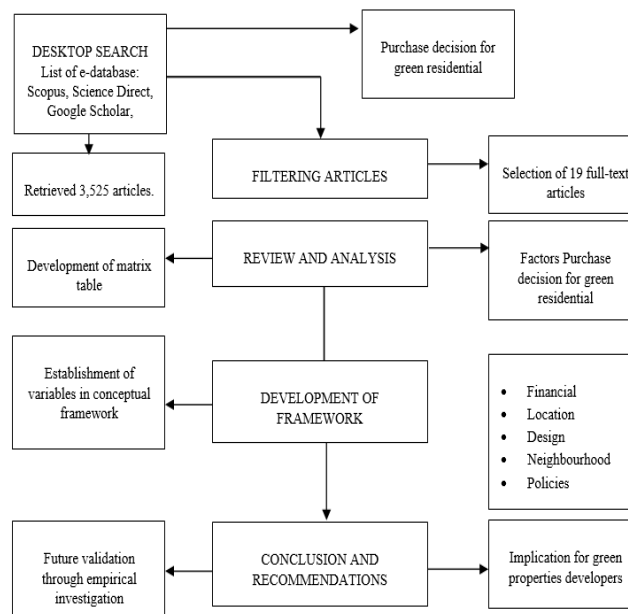 DESKTOP SEARCH
List of e-database:
Scopus, Science Direct,
Google Scholar,
Purchase decision for
green residential
Retrieved 3,525 articles.
FILTERING ARTICLES
Selection of 19 full-text
articles
Development of matrix
table
REVIEW AND ANALYSIS
Factors Purchase
decision for green
residential
Establishment of
variables in conceptual
framework
DEVELOPMENT OF
FRAMEWORK
• Financial
• Location
• Design
• Neighbourhood
• Policies
Future validation
through empirical
investigation
CONCLUSION AND
RECOMMENDATIONS
Implication for green
properties developers